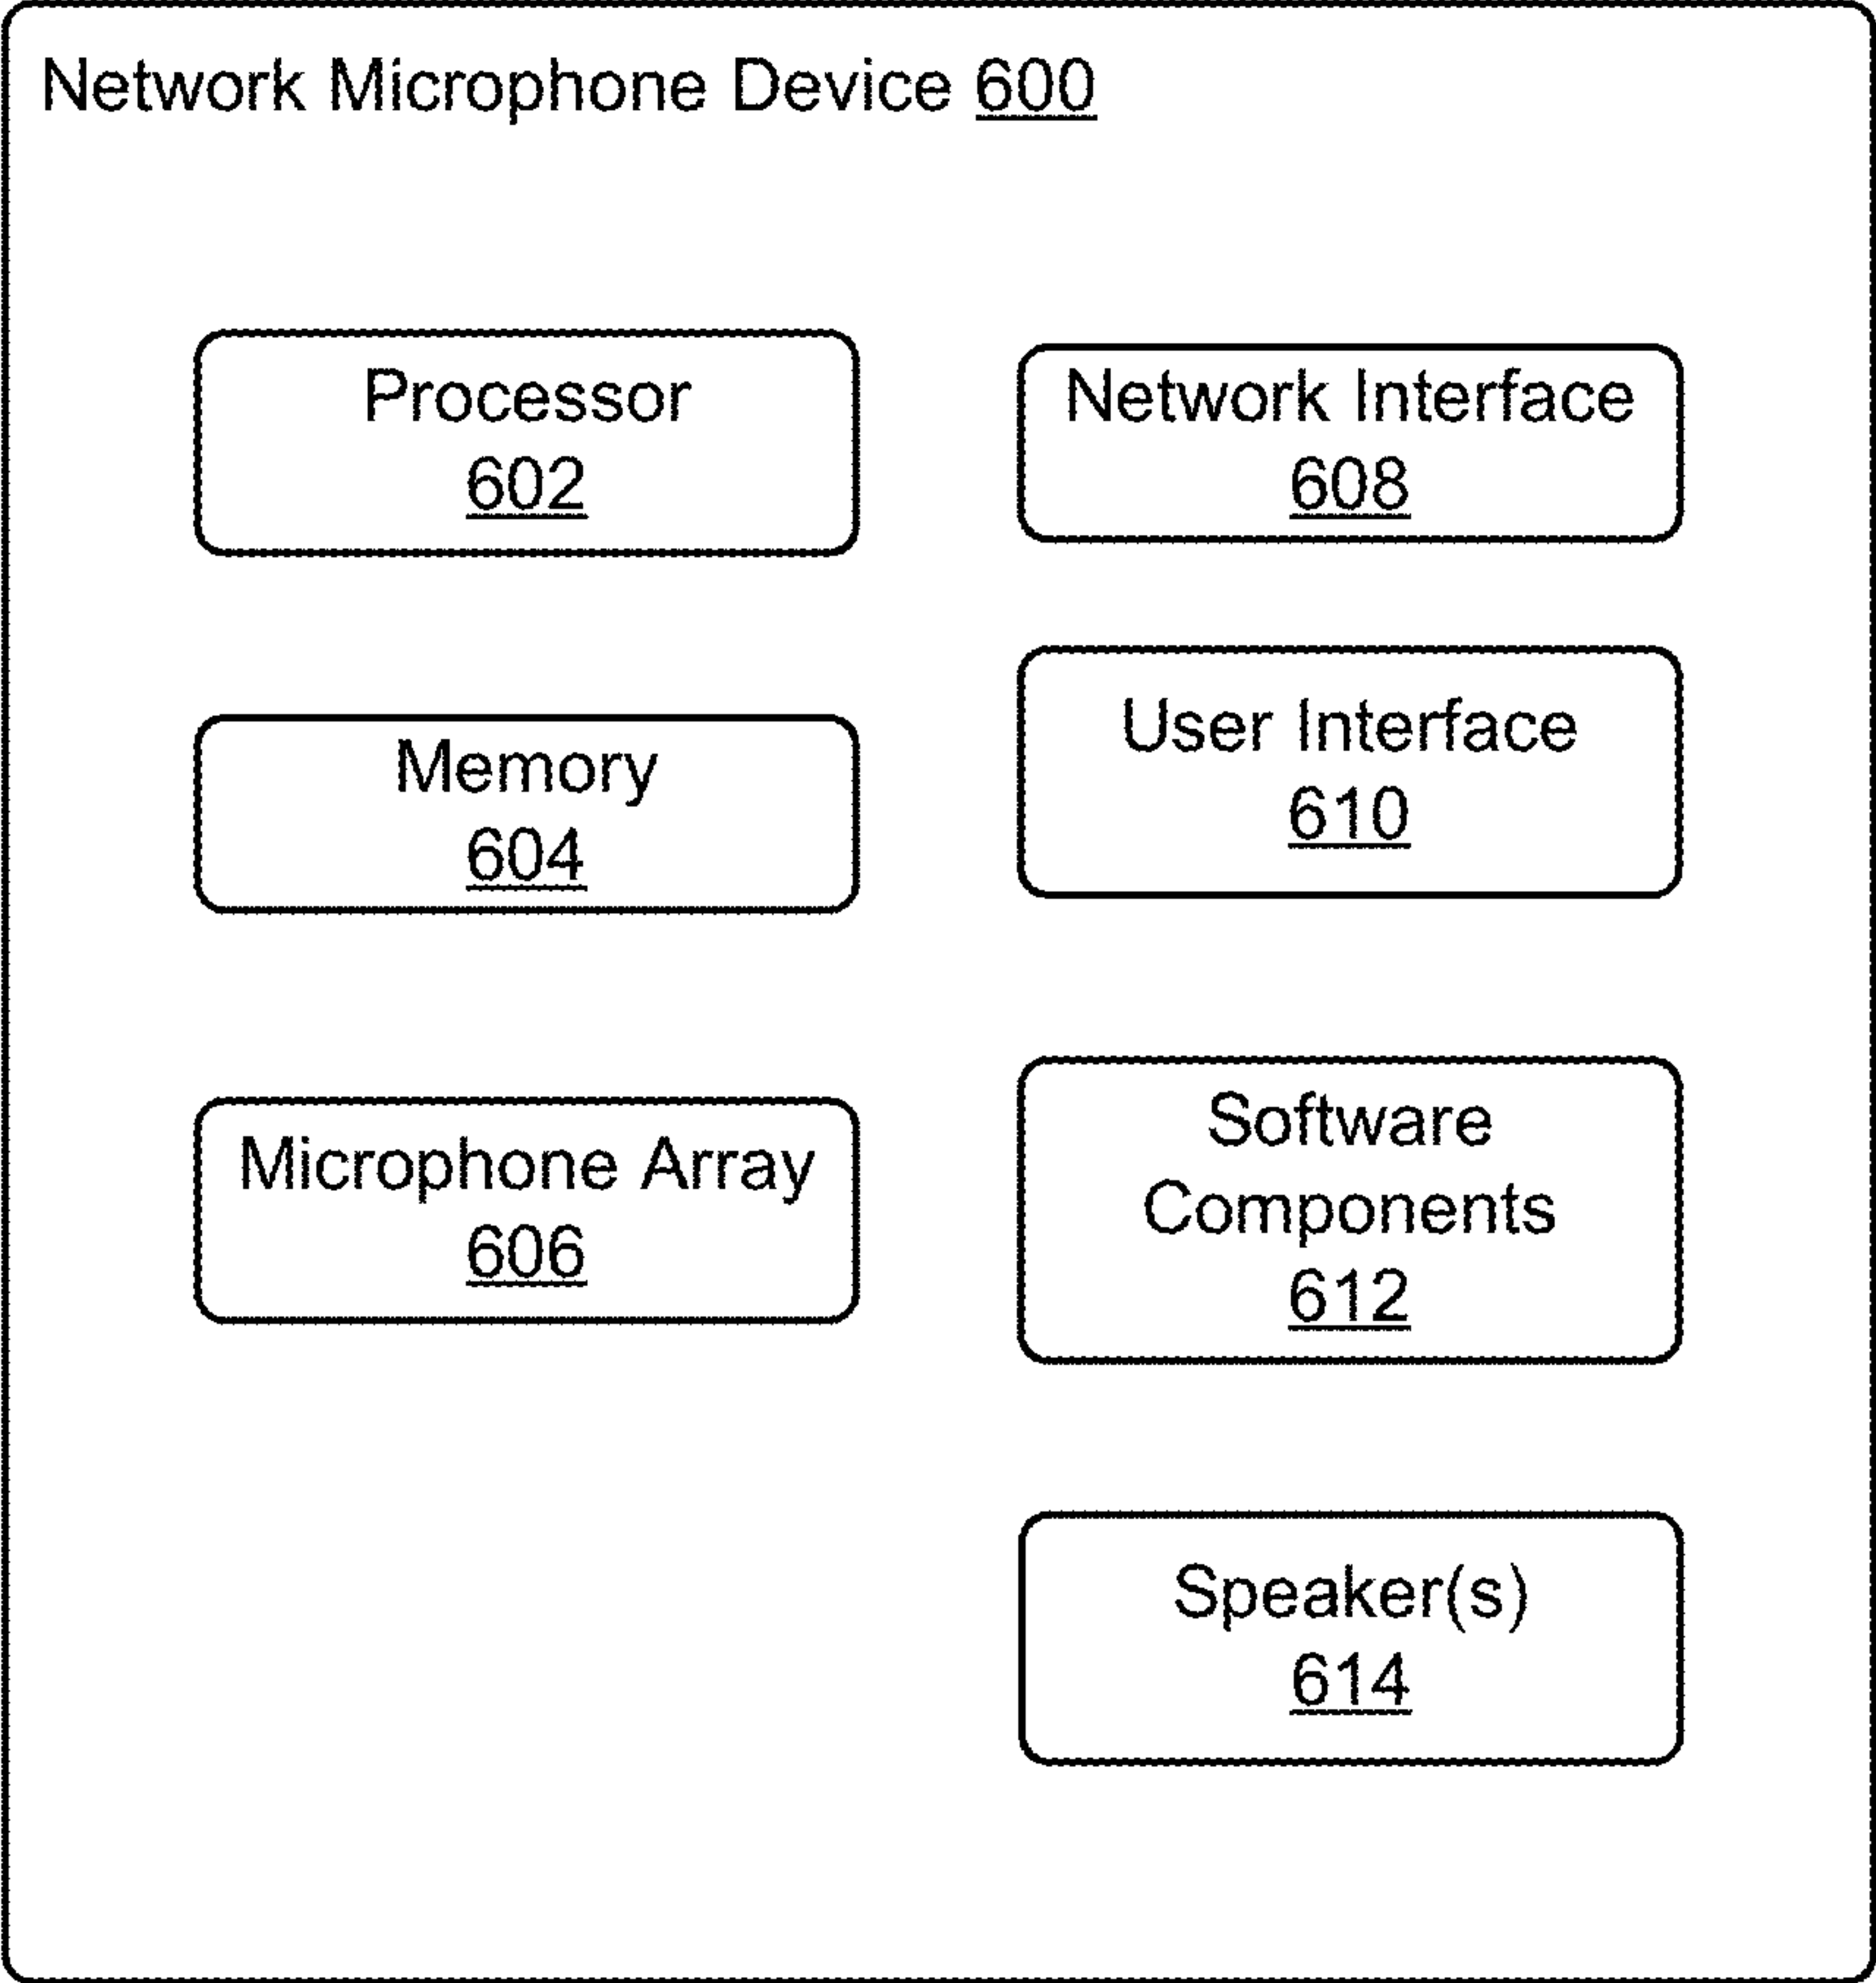 Network Microphone Device 600
Processor
602
Memory
604
Microphone Array
606
Network Interface
608
User Interface
610
Software
Components
612
Speaker(s)
614